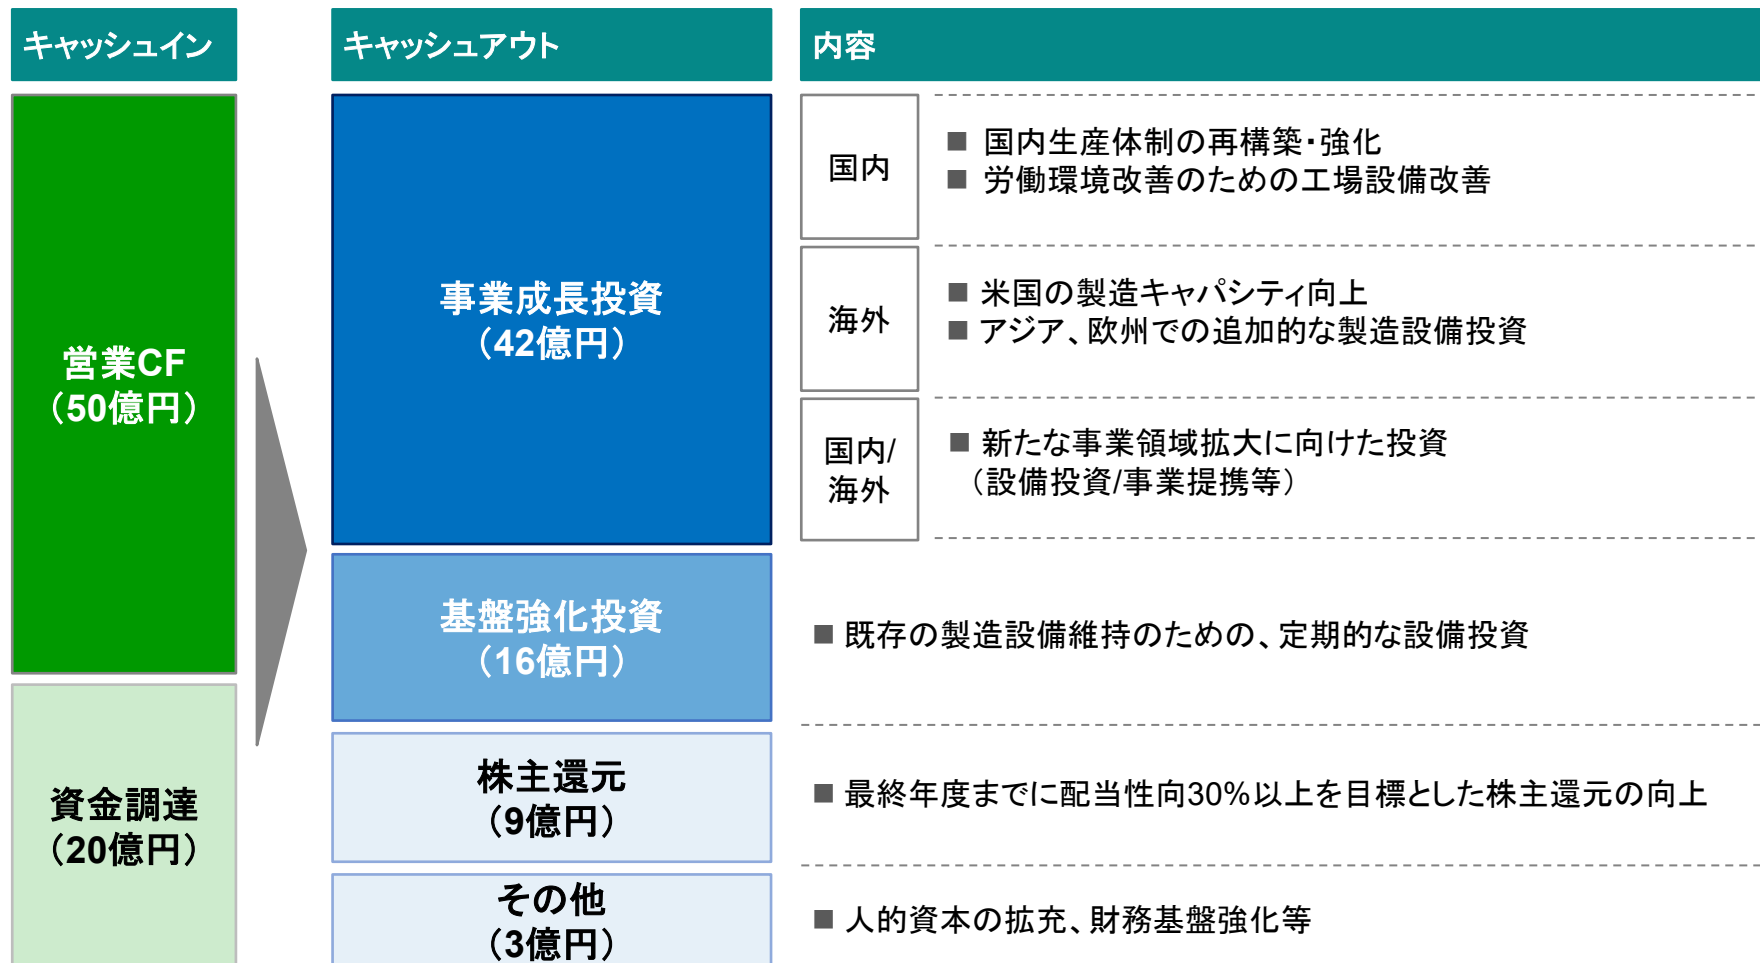 キャッシュイン
キャッシュアウト
内容
営業CF
（50億円）
資金調達
（20億円）
事業成長投資
（42億円）
国内
■ 国内生産体制の再構築・強化
■ 労働環境改善のための工場設備改善
海外
■ 米国の製造キャパシティ向上
■ アジア、欧州での追加的な製造設備投資
国内/
海外
■ 新たな事業領域拡大に向けた投資
（設備投資/事業提携等）
基盤強化投資
（16億円）
■ 既存の製造設備維持のための、定期的な設備投資
株主還元
（9億円）
■ 最終年度までに配当性向30%以上を目標とした株主還元の向上
その他
（3億円）
■ 人的資本の拡充、財務基盤強化等